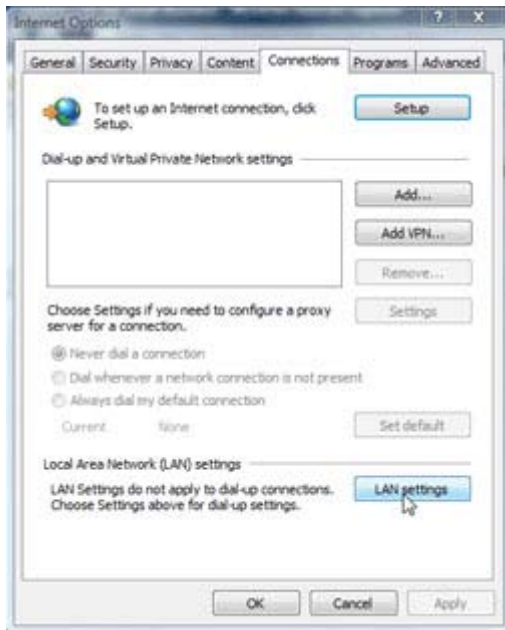 Internet Options
General Security Privacy Content Connections Programs Advanced
To set up an Internet connection, click
Setup.
Setup
Dial-up and Virtual Private Network settings
Add...
Add VPN...
Remove...
Choose Settings if you need to configure a proxy
server for a connection.
Settings
Never dial a connection
Dial whenever a network connection is not present
Always dial my default connection
Current None
Set default
Local Area Network (LAN) settings
LAN Settings do not apply to dial-up connections.
Choose Settings above for dial-up settings.
LAN settings
OK Cancel Apply